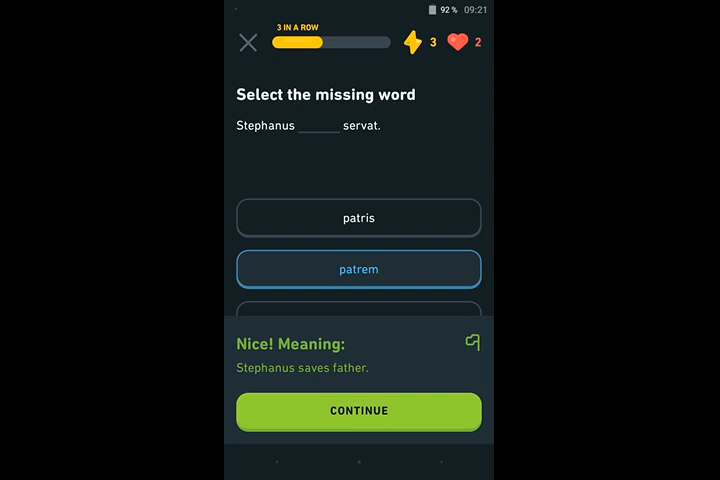 92 % 09:21
3 IN A ROW
3 2
Select the missing word
Stephanus ______ servat.
patris
patrem
Nice! Meaning:
Stephanus saves father.
CONTINUE